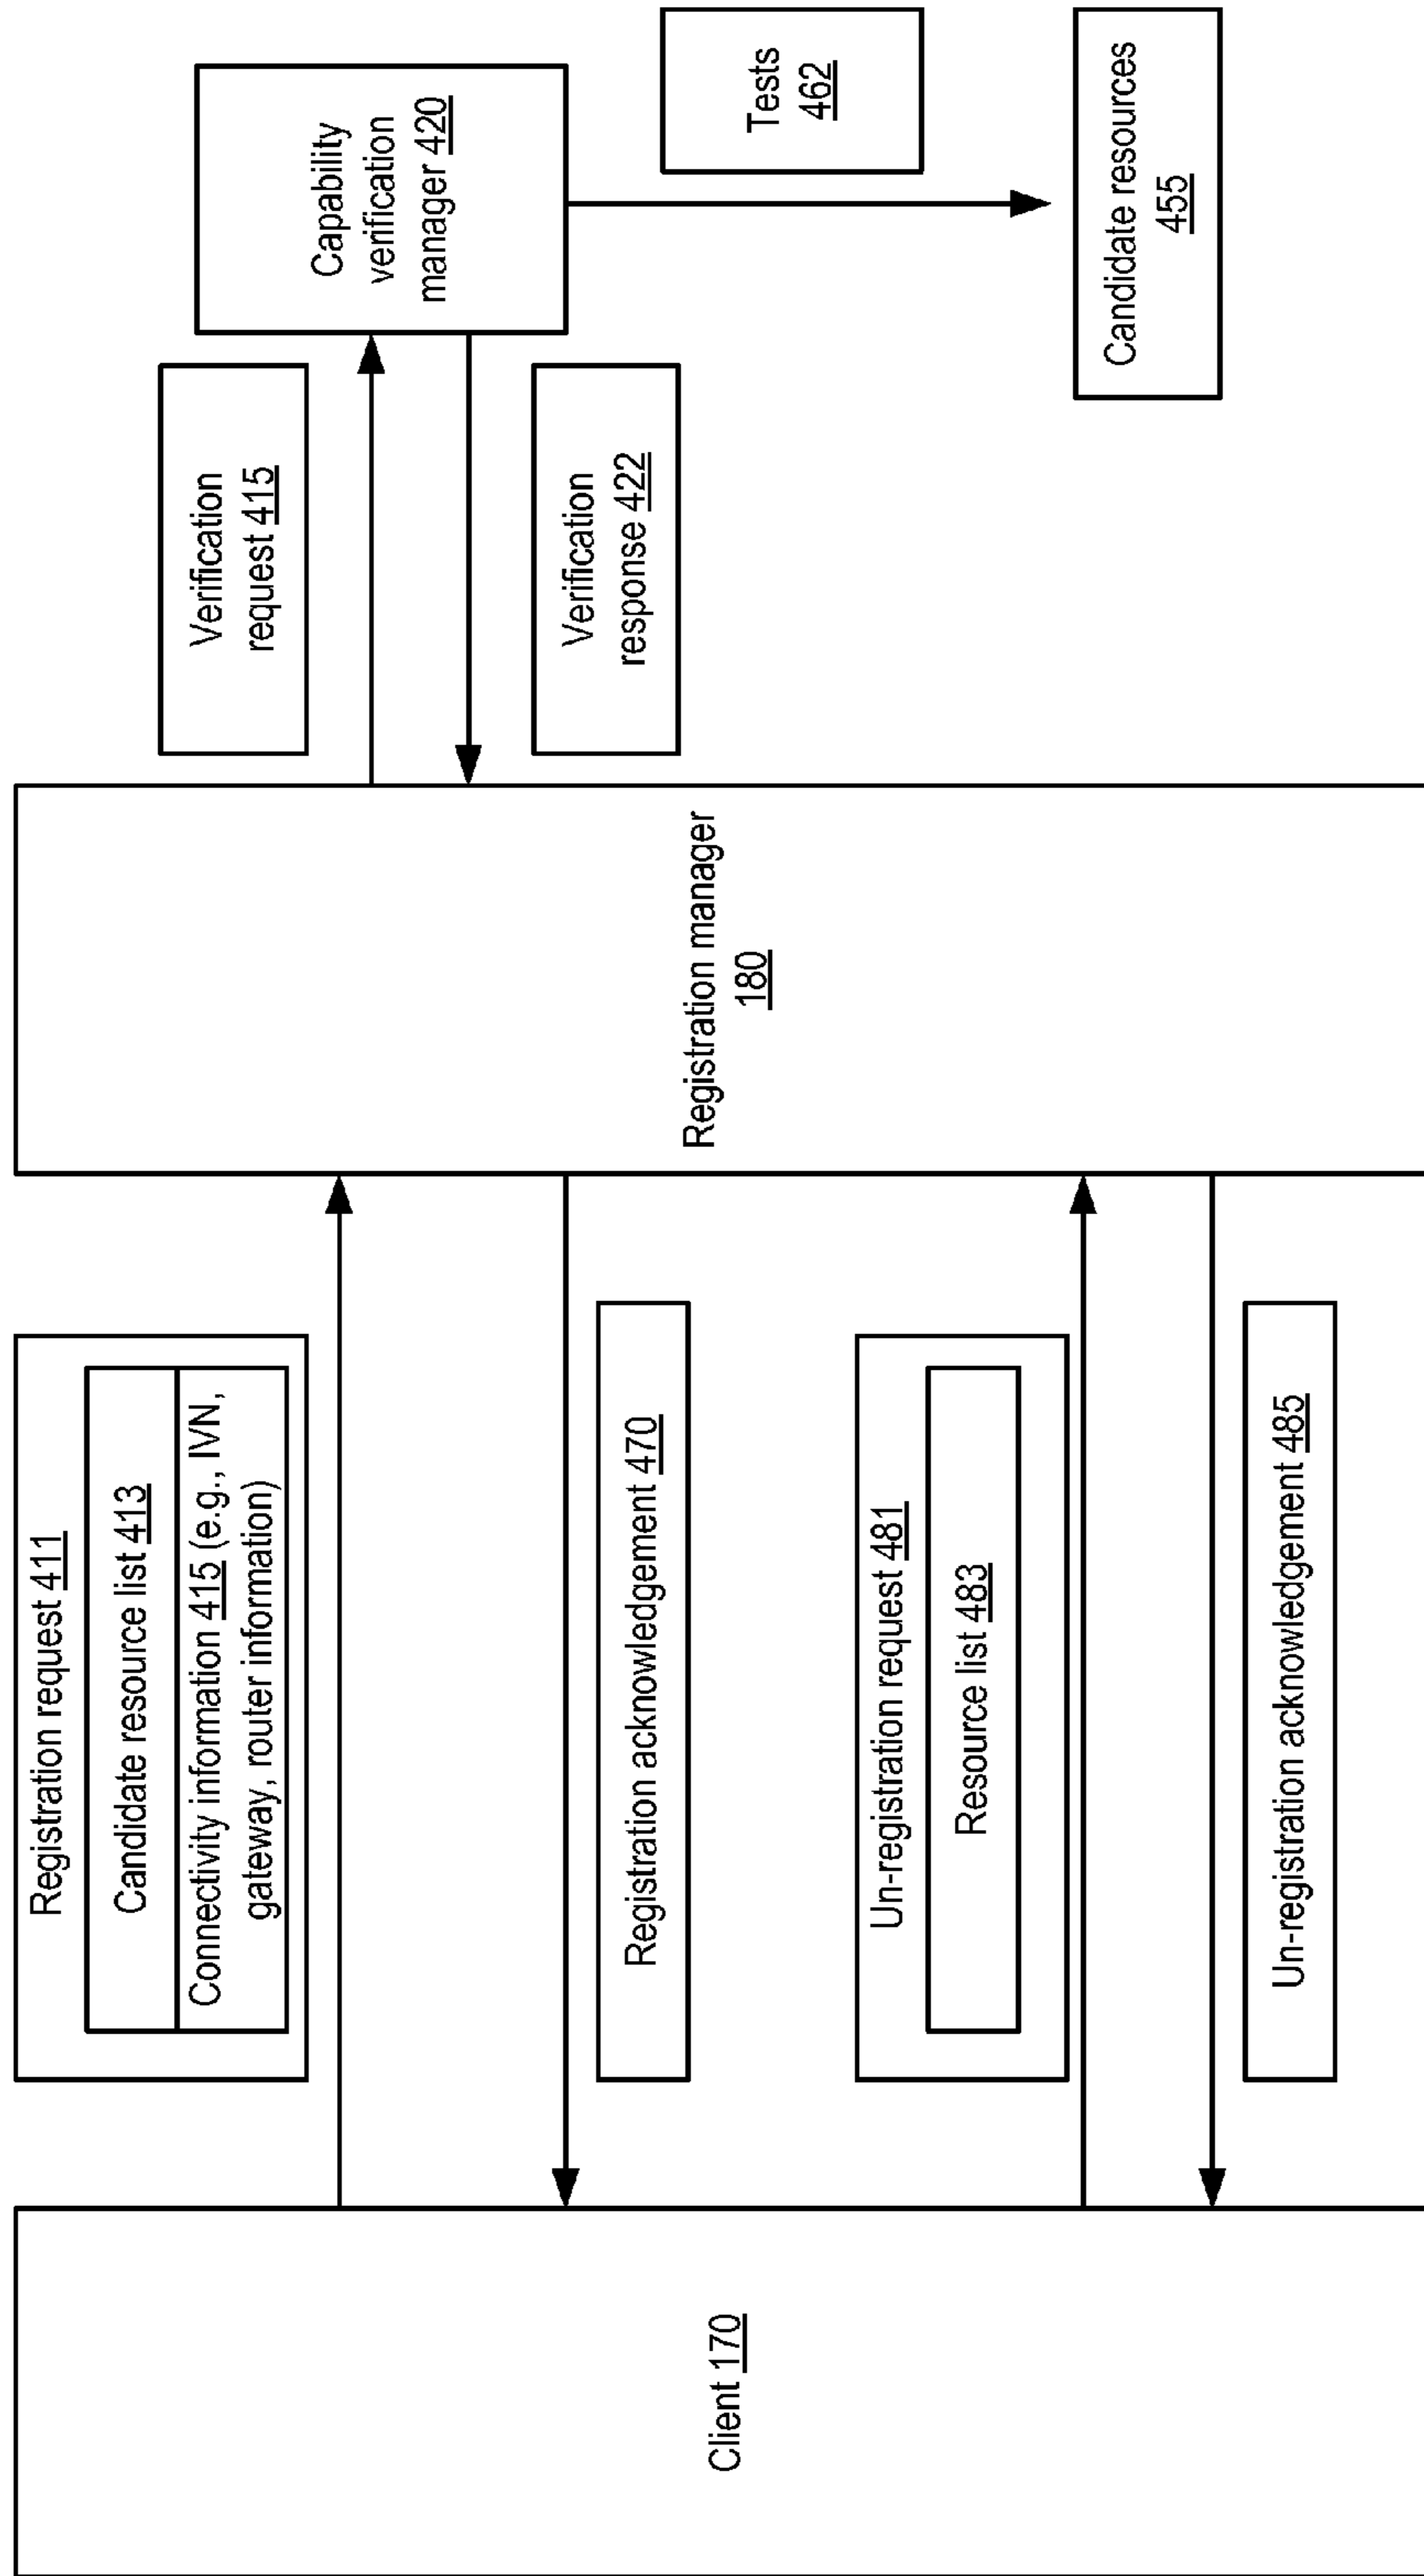 Client 170
Registration request 411
Candidate resource list 413
Connectivity information 415 (e.g., IVN,
gateway, router information)
Registration acknowledgement 470
Un-registration request 481
Resource list 483
Un-registration acknowledgement 485
Registration manager
180
Verification
request 415
Verification
response 422
Capability
verification
manager 420
Tests
462
Candidate resources
455